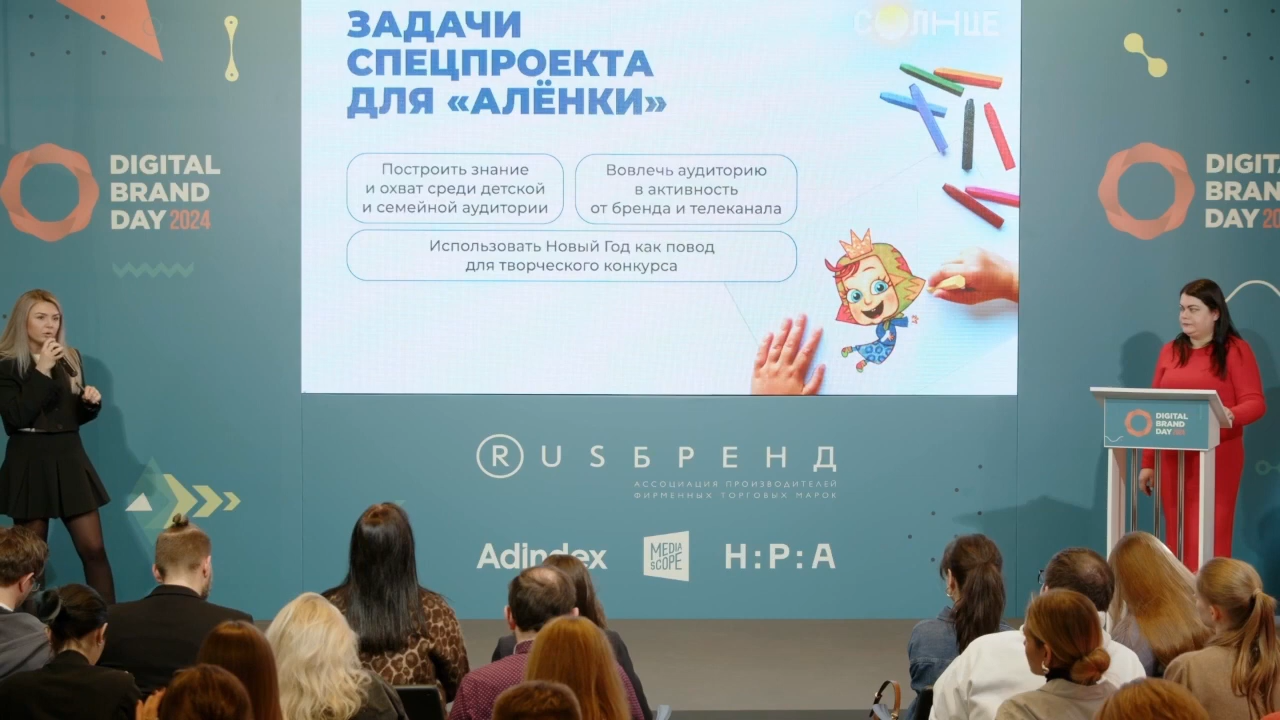 ЗАДАЧИ
СПЕЦПРОЕКТА
ДЛЯ «АЛЁНКИ»
СОЛНЦЕ
Построить знание
и охват среди детской
и семейной аудитории
Вовлечь аудиторию
в активность
от бренда и телеканала
Использовать Новый Год как повод
для творческого конкурса
DIGITAL
BRAND
DAY 2024
DIGITAL
BRAND
DAY
DIGITAL
BRAND
DAY
RUSБРЕНД
АССОЦИАЦИЯ ПРОИЗВОДИТЕЛЕЙ
ФИРМЕННЫХ ТОРГОВЫХ МАРОК
Adindex
MEDIA
SCOPE
H:P:A